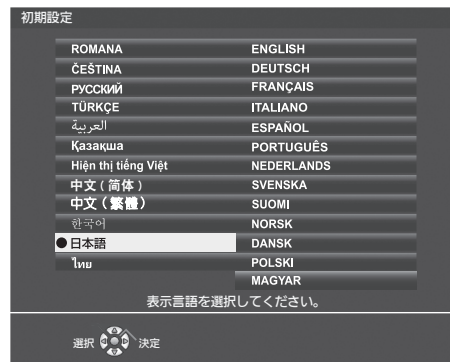 初期設定
ROMANA ENGLISH
ČEŠTINA DEUTSCH
РУССКИЙ FRANÇAIS
TÜRKÇE ITALIANO
العربية ESPAÑOL
Қазақша PORTUGUÊS
Hiện thị tiếng Việt NEDERLANDS
中文(简体) SVENSKA
中文(繁體) SUOMI
한국어 NORSK
●日本語 DANSK
ไทย POLSKI
MAGYAR
表示言語を選択してください。
選択 決定